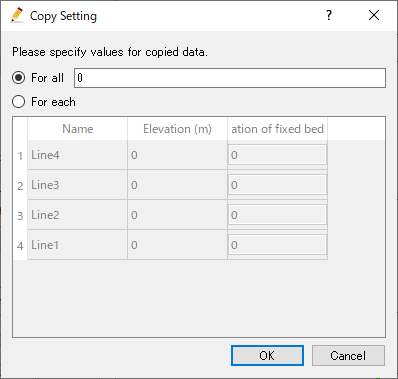 Copy Setting ?
Please specify values for copied data.
For all 0
For each
Name Elevation (m) ation of fixed bed
1 Line4 0 0
2 Line3 0 0
3 Line2 0 0
4 Line1 0 0
OK Cancel